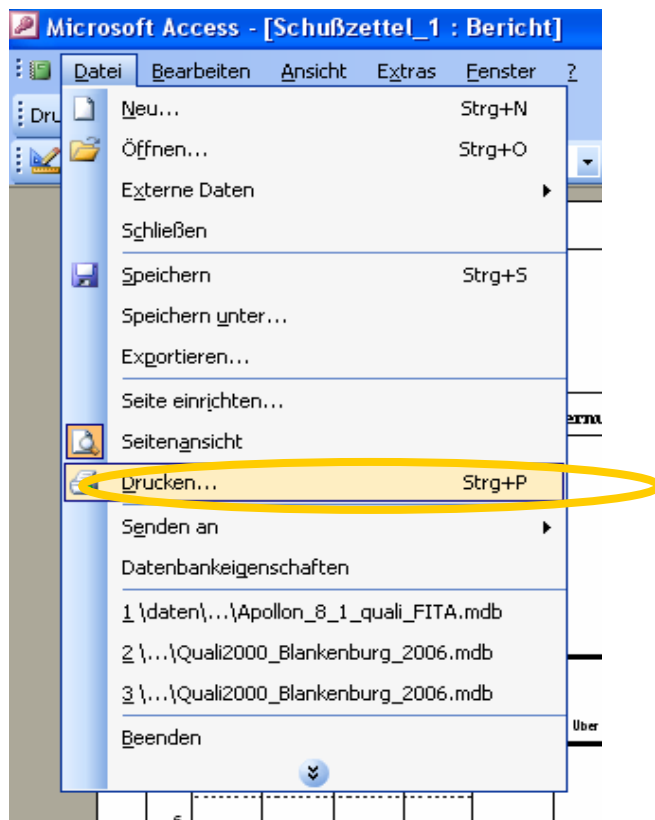 Microsoft Access - [Schußzettel_1 : Bericht]
Datei Bearbeiten Ansicht Extras Fenster ?
Dru
Neu... Strg+N
Öffnen... Strg+O
Externe Daten
Schließen
Speichern Strg+S
Speichern unter...
Exportieren...
Seite einrichten...
Seitenansicht
Drucken... Strg+P
Senden an
Datenbankeigenschaften
1 \daten\...\Apollon_8_1_quali_FITA.mdb
2 \...\Quali2000_Blankenburg_2006.mdb
3 \...\Quali2000_Blankenburg_2006.mdb
Uber
Beenden